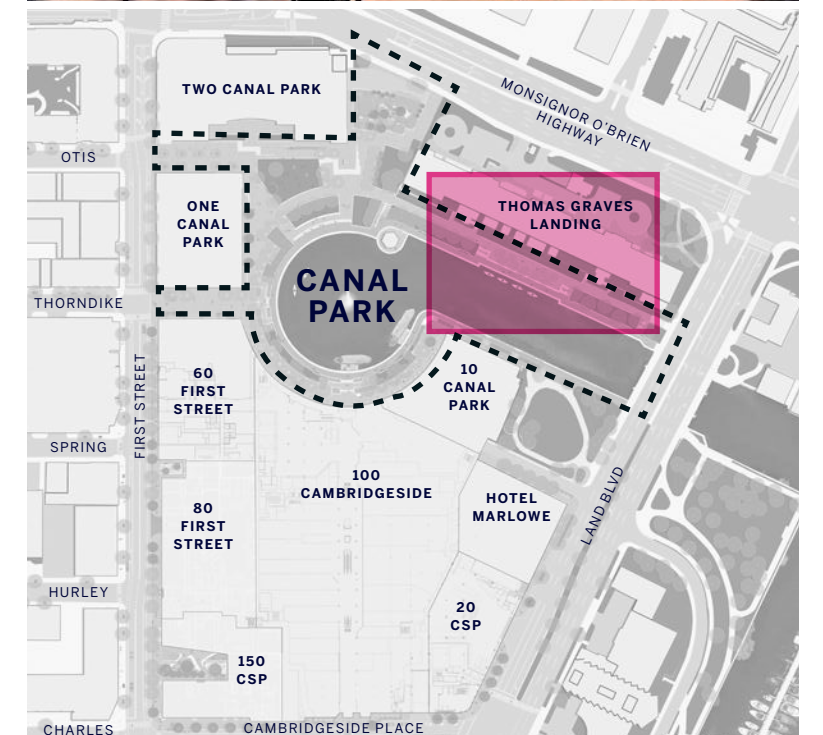 TWO CANAL PARK
MONSIGNOR O'BRIEN
HIGHWAY
OTIS
ONE
CANAL
PARK
THOMAS GRAVES
LANDING
CANAL
PARK
THORNDIKE
FIRST STREET
60
FIRST
STREET
10
CANAL
PARK
SPRING
100
CAMBRIDGESIDE
HOTEL
MARLOWE
LAND BLVD
80
FIRST
STREET
HURLEY
20
CSP
150
CSP
CHARLES
CAMBRIDGESIDE PLACE